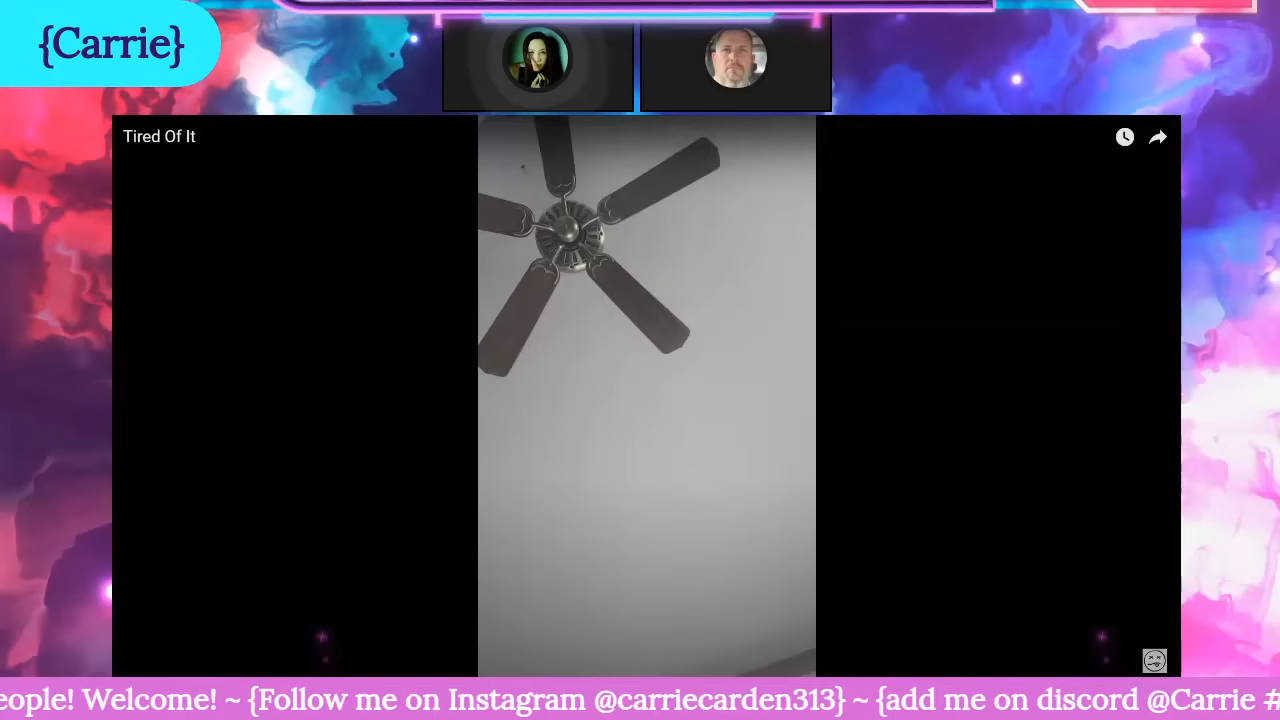 {Carrie}
Tired Of It
eople! Welcome! ~ {Follow me on Instagram @carriecarden313} ~ {add me on discord @Carrie #